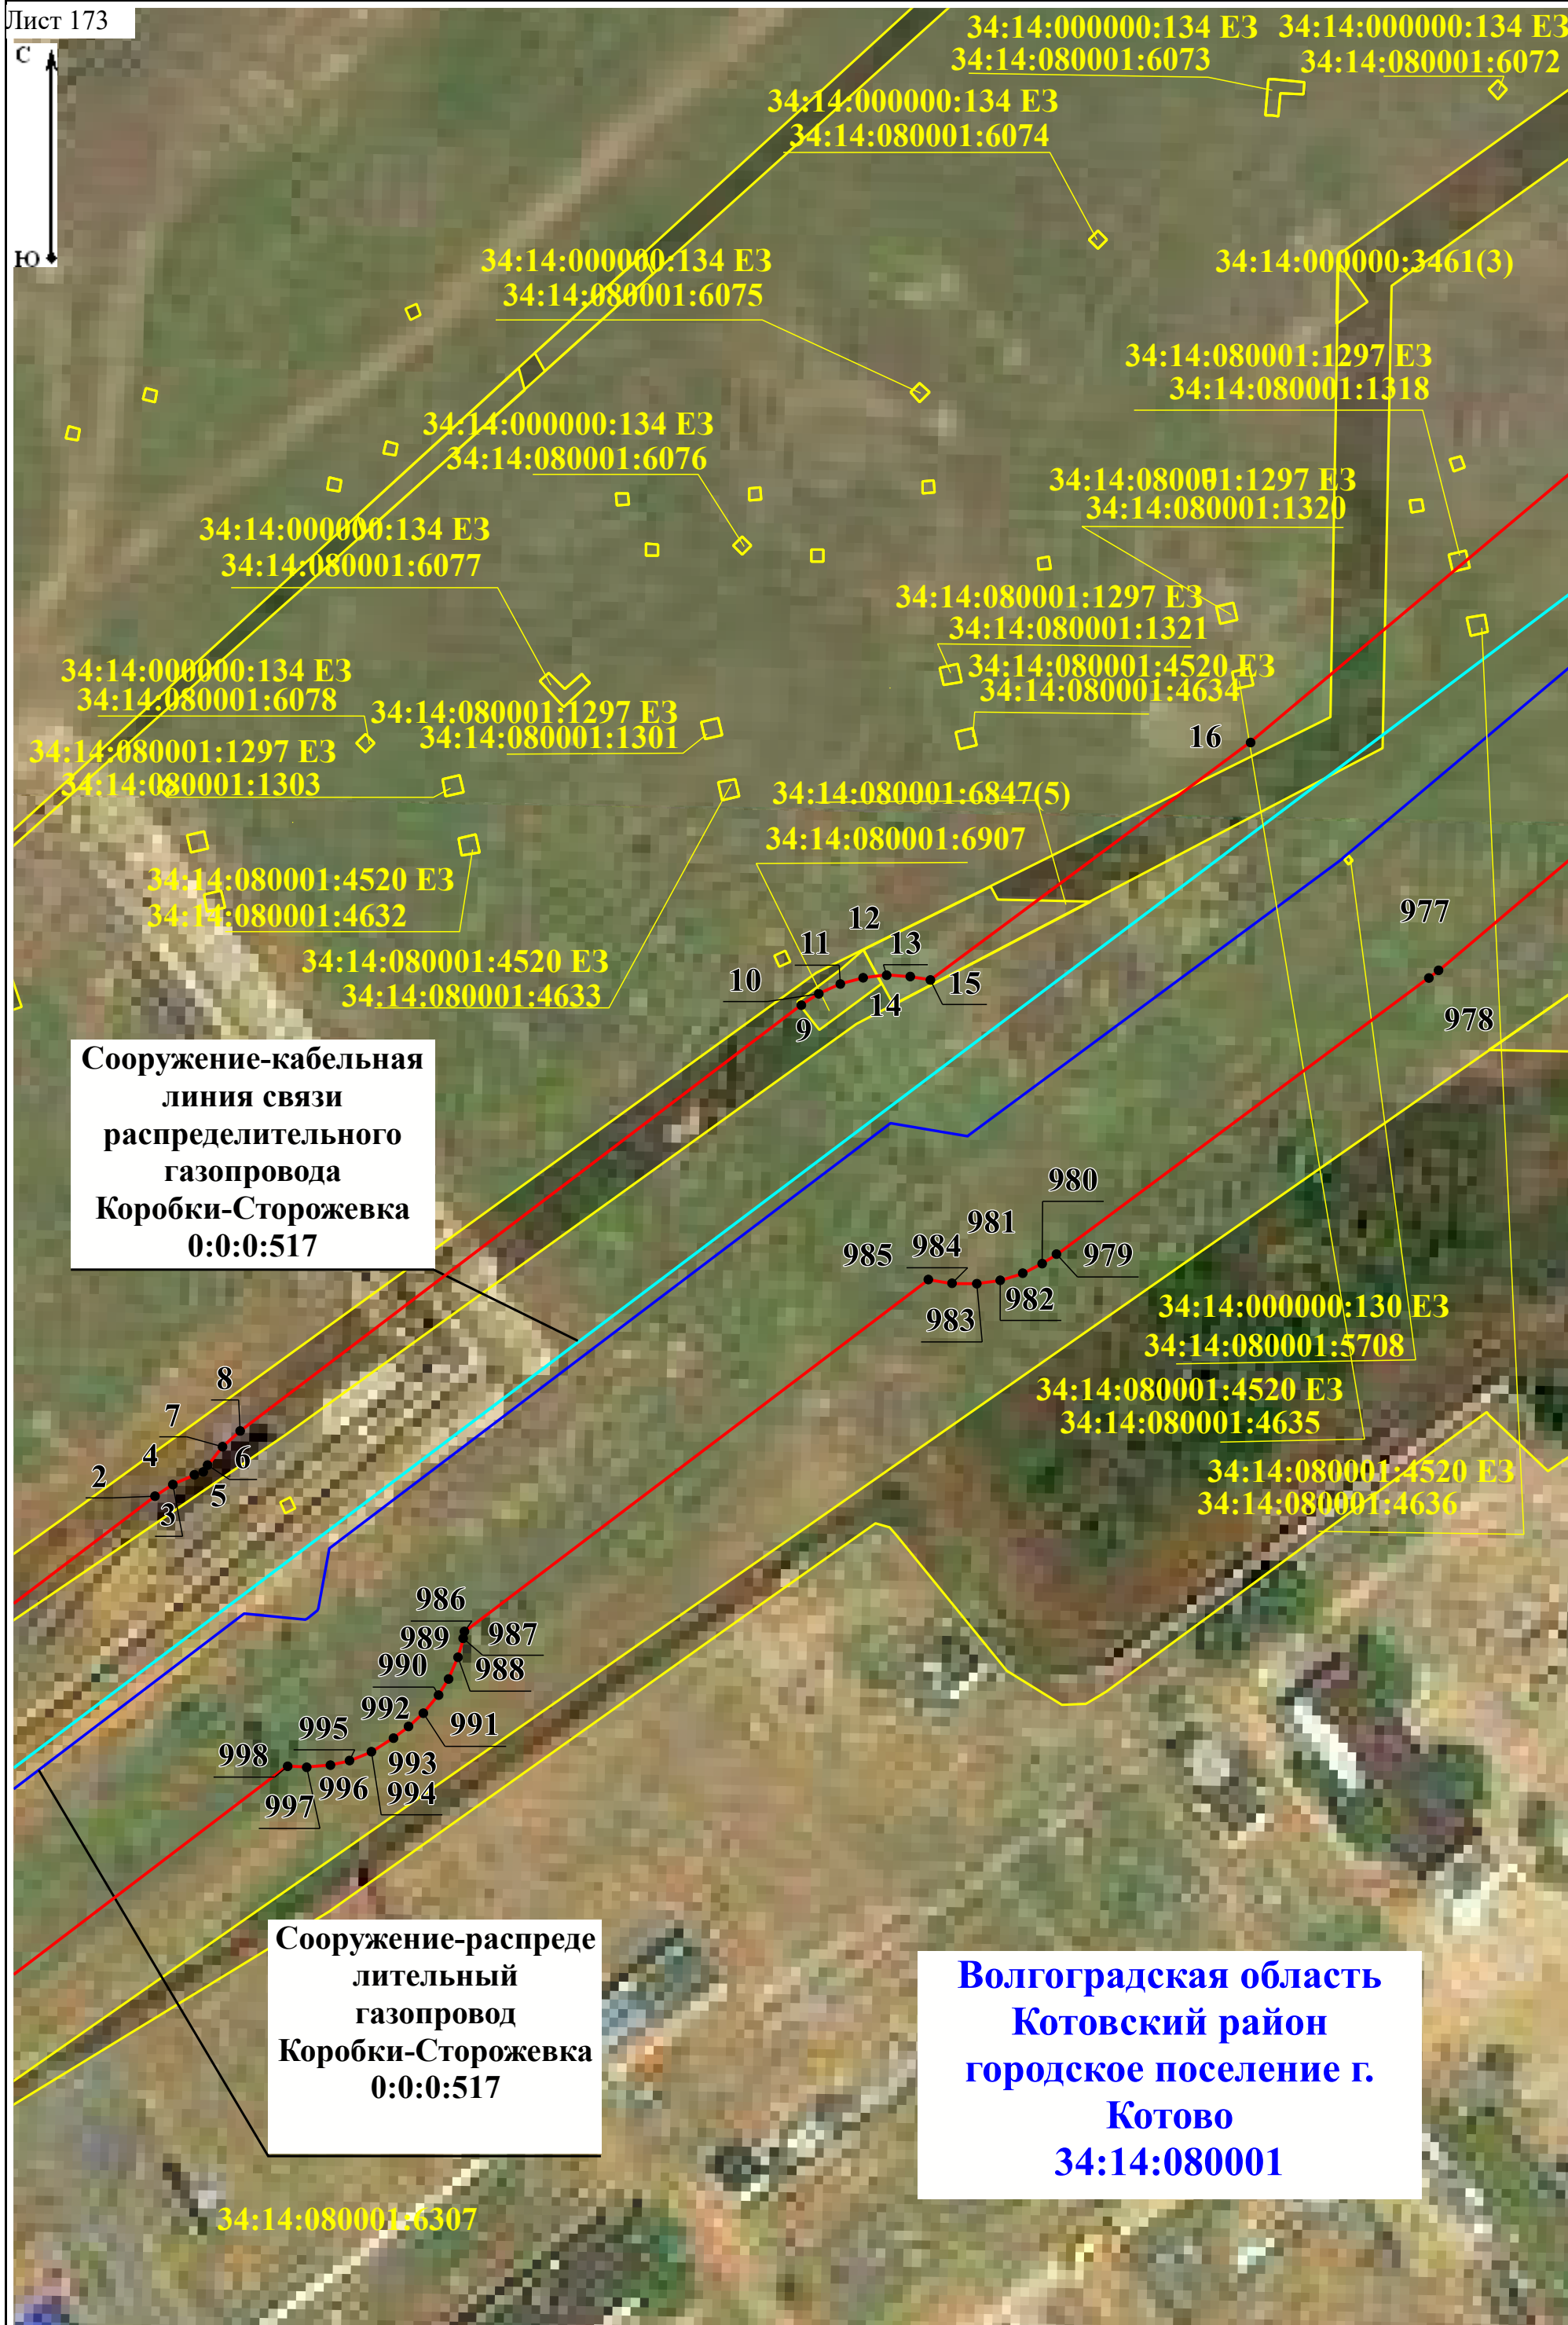 Лист 173
С
Ю
34:14:000000:134 ЕЗ
34:14:080001:6073
34:14:000000:134 ЕЗ
34:14:080001:6072
34:14:000000:134 ЕЗ
34:14:080001:6074
34:14:000000:134 ЕЗ
34:14:080001:6075
34:14:000000:3461(3)
34:14:080001:1297 ЕЗ
34:14:080001:1318
34:14:000000:134 ЕЗ
34:14:080001:6076
34:14:080001:1297 ЕЗ
34:14:080001:1320
34:14:000000:134 ЕЗ
34:14:080001:6077
34:14:080001:1297 ЕЗ
34:14:080001:1321
34:14:080001:4520 ЕЗ
34:14:080001:4634
34:14:000000:134 ЕЗ
34:14:080001:6078
34:14:080001:1297 ЕЗ
34:14:080001:1301
34:14:080001:1297 ЕЗ
34:14:080001:1303
16
34:14:080001:6847(5)
34:14:080001:6907
34:14:080001:4520 ЕЗ
34:14:080001:4632
34:14:080001:4520 ЕЗ
34:14:080001:4633
977
978
12
11
13
10
15
14
9
Сооружение-кабельная
линия связи
распределительного
газопровода
Коробки-Сторожевка
0:0:0:517
980
981
984
985
979
982
983
34:14:000000:130 ЕЗ
34:14:080001:5708
34:14:080001:4520 ЕЗ
34:14:080001:4635
34:14:080001:4520 ЕЗ
34:14:080001:4636
8
7
4
6
2
5
3
986
989
987
990
988
992
991
995
998
993
996
994
997
Сооружение-распреде
лительный
газопровод
Коробки-Сторожевка
0:0:0:517
Волгоградская область
Котовский район
городское поселение г.
Котово
34:14:080001
34:14:080001:6307